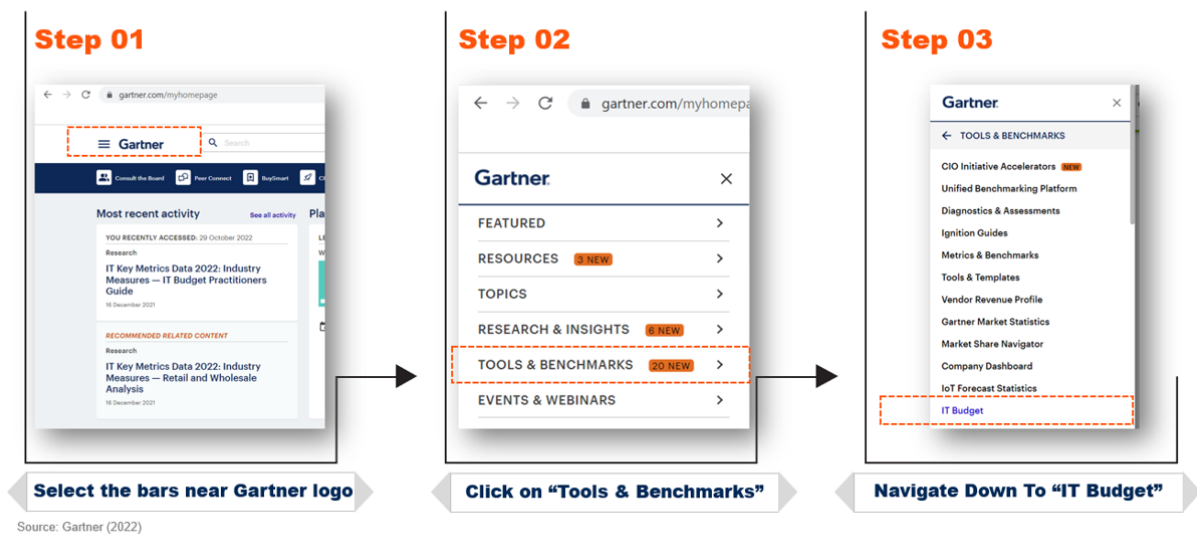 Step 01
gartner.com/myhomepage
Gartner
Search
Consult the Board
Peer Connect
BuySmart
Most recent activity
See all activity
Pla
YOU RECENTLY ACCESSED: 29 October 2022
Research
IT Key Metrics Data 2022: Industry
Measures — IT Budget Practitioners
Guide
16 December 2021
RECOMMENDED RELATED CONTENT
Research
IT Key Metrics Data 2022: Industry
Measures — Retail and Wholesale
Analysis
16 December 2021
Select the bars near Gartner logo
Step 02
gartner.com/myhomepa
Gartner.
FEATURED
RESOURCES 3 NEW
TOPICS
RESEARCH & INSIGHTS 6 NEW
TOOLS & BENCHMARKS 20 NEW
EVENTS & WEBINARS
Click on “Tools & Benchmarks”
Step 03
Gartner.
TOOLS & BENCHMARKS
CIO Initiative Accelerators NEW
Unified Benchmarking Platform
Diagnostics & Assessments
Ignition Guides
Metrics & Benchmarks
Tools & Templates
Vendor Revenue Profile
Gartner Market Statistics
Market Share Navigator
Company Dashboard
IoT Forecast Statistics
IT Budget
Navigate Down To “IT Budget”
Source: Gartner (2022)